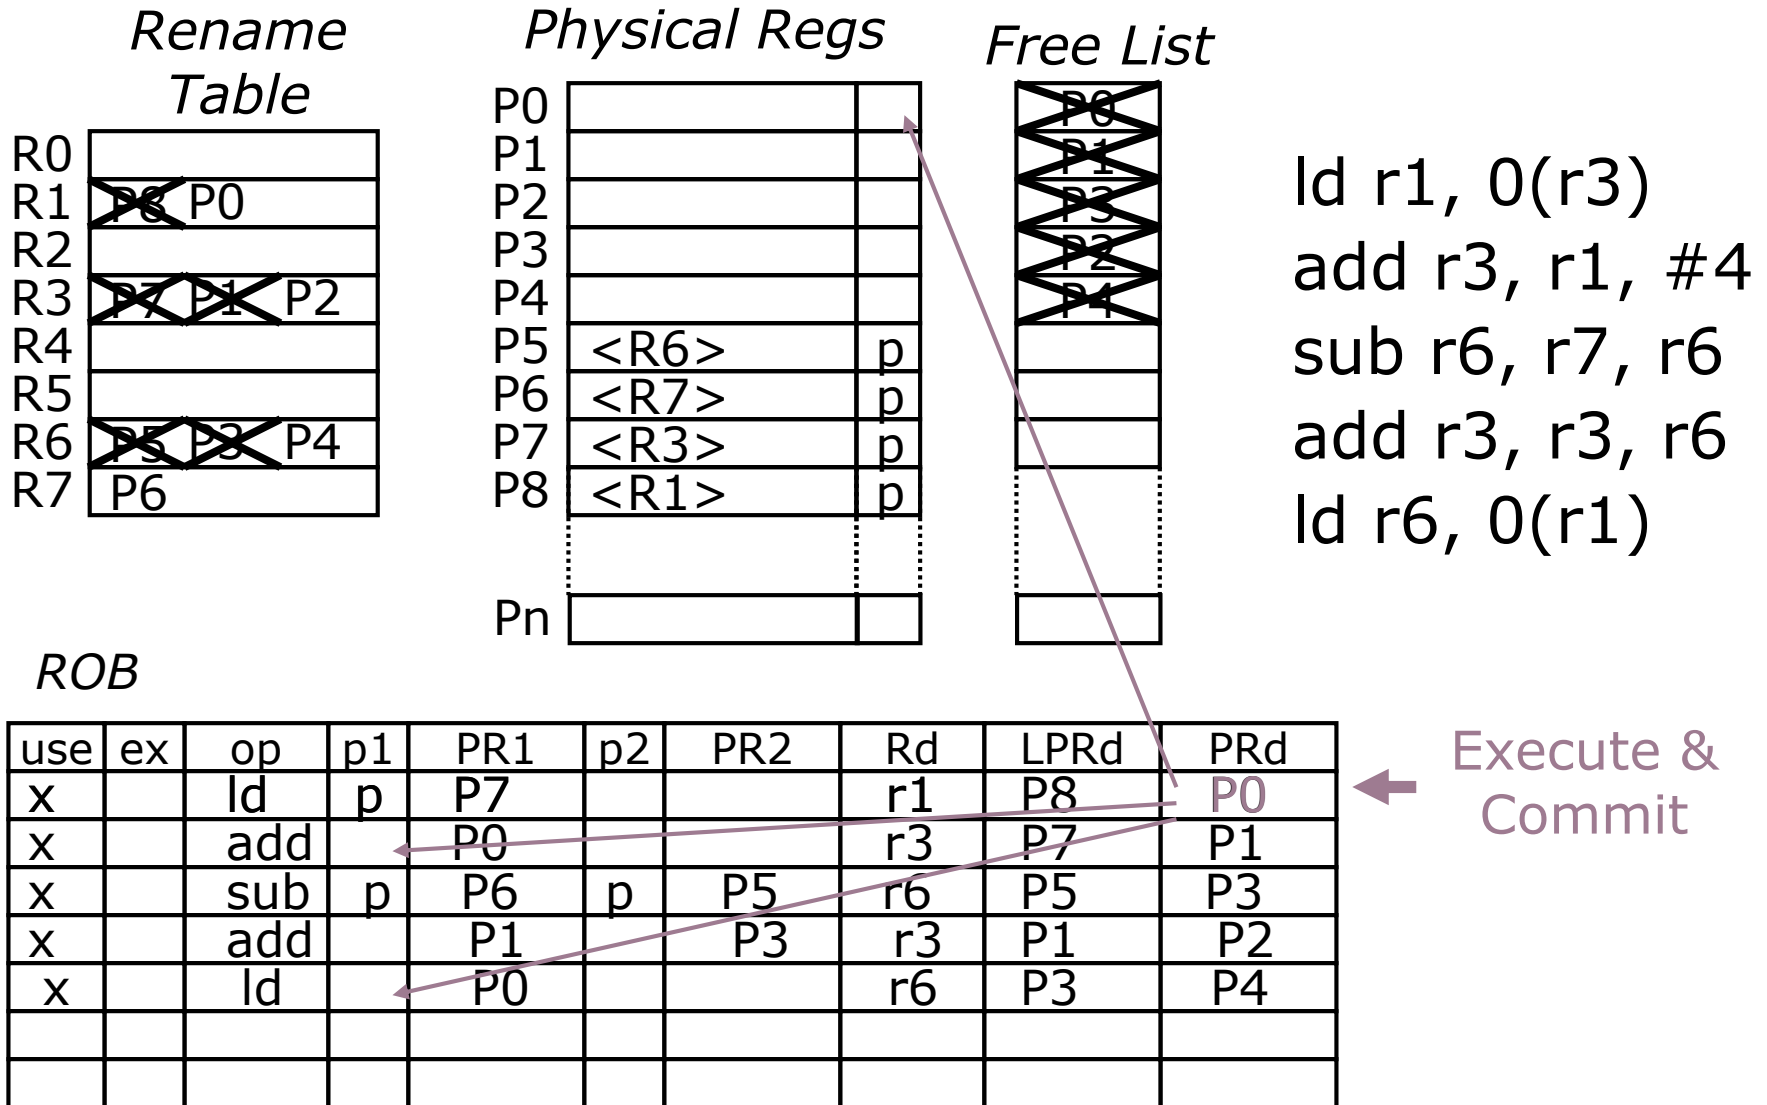 Rename Table
Physical Regs
Free List
R0
R1 P8 P0
R2
R3 P7 P1 P2
R4
R5
R6 P5 P3 P4
R7 P6
P0
P1
P2
P3
P4
P5 <R6> p
P6 <R7> p
P7 <R3> p
P8 <R1> p
Pn
P0
P1
P3
P2
P4
ld r1, 0(r3)
add r3, r1, #4
sub r6, r7, r6
add r3, r3, r6
ld r6, 0(r1)
ROB
use ex op p1 PR1 p2 PR2 Rd LPRd PRd
x ld p P7 r1 P8 P0
x add P0 r3 P7 P1
x sub p P6 p P5 r6 P5 P3
x add P1 P3 r3 P1 P2
x ld P0 r6 P3 P4
Execute &
Commit